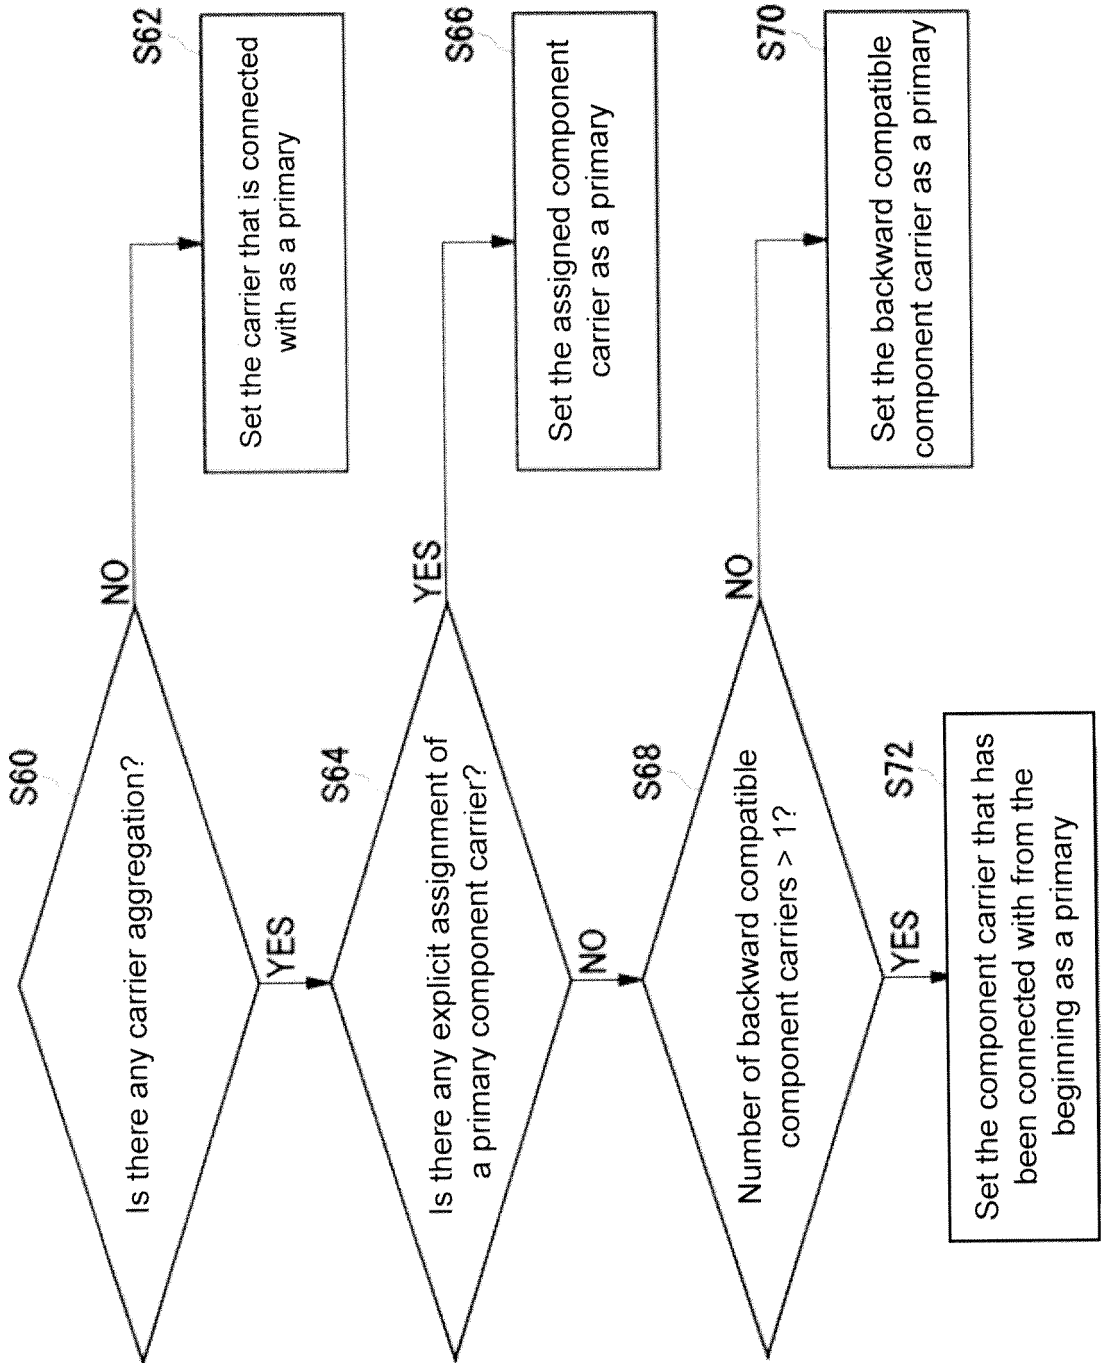 S60
Is there any carrier aggregation?
NO
S62
Set the carrier that is connected
with as a primary
YES
S64
Is there any explicit assignment of
a primary component carrier?
YES
S66
Set the assigned component
carrier as a primary
NO
S68
Number of backward compatible
component carriers > 1?
NO
S70
Set the backward compatible
component carrier as a primary
YES
S72
Set the component carrier that has
been connected with from the
beginning as a primary